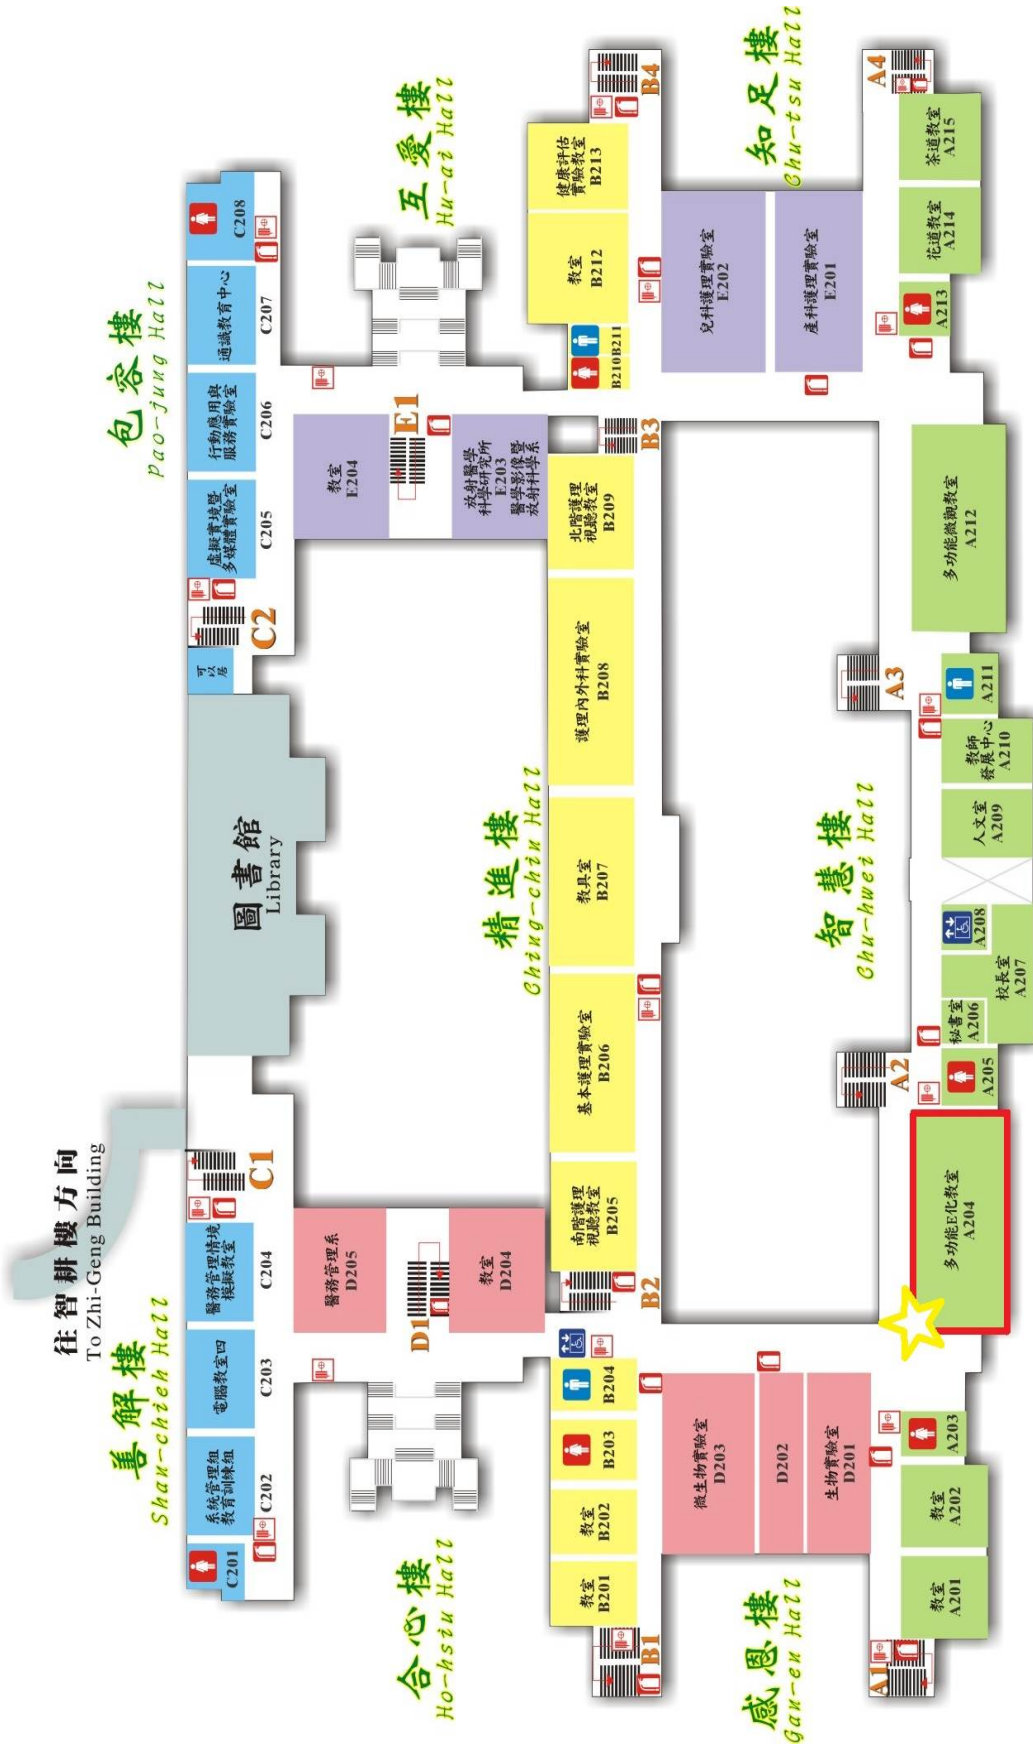 往智耕樓方向
To Zhi-Geng Building
善解樓
Shan-chieh Hall
包容樓
Pao-jung Hall
C201
系統管理組
教育訓練組
C202
電腦教室四
C203
醫務管理情境
模擬教室
C204
C1
圖書館
Library
可以居
C2
虛擬實境暨
多媒體實驗室
C205
行動應用與
服務實驗室
C206
通識教育中心
C207
C208
合心樓
Ho-hsiu Hall
醫務管理系
D205
D1
教室
D204
教室
E204
E1
放射醫學
科學研究所
E203
醫學影像暨
放射科學系
互愛樓
Hu-ai Hall
精進樓
Ching-chin Hall
B1
教室
B201
教室
B202
B203
B204
B2
南階護理
視聽教室
B205
基本護理實驗室
B206
教具室
B207
護理內外科實驗室
B208
北階護理
視聽教室
B209
B3
B210
B211
教室
B212
健康評估
實驗教室
B213
B4
感恩樓
Gan-en Hall
微生物實驗室
D203
D202
生物實驗室
D201
智慧樓
Chu-hwei Hall
兒科護理實驗室
E202
產科護理實驗室
E201
知足樓
Chu-tsu Hall
A1
教室
A201
教室
A202
A203
多功能E化教室
A204
A2
A205
秘書室
A206
校長室
A207
A208
人文室
A209
教師
發展中心
A210
A211
A3
多功能微觀教室
A212
A213
花道教室
A214
茶道教室
A215
A4